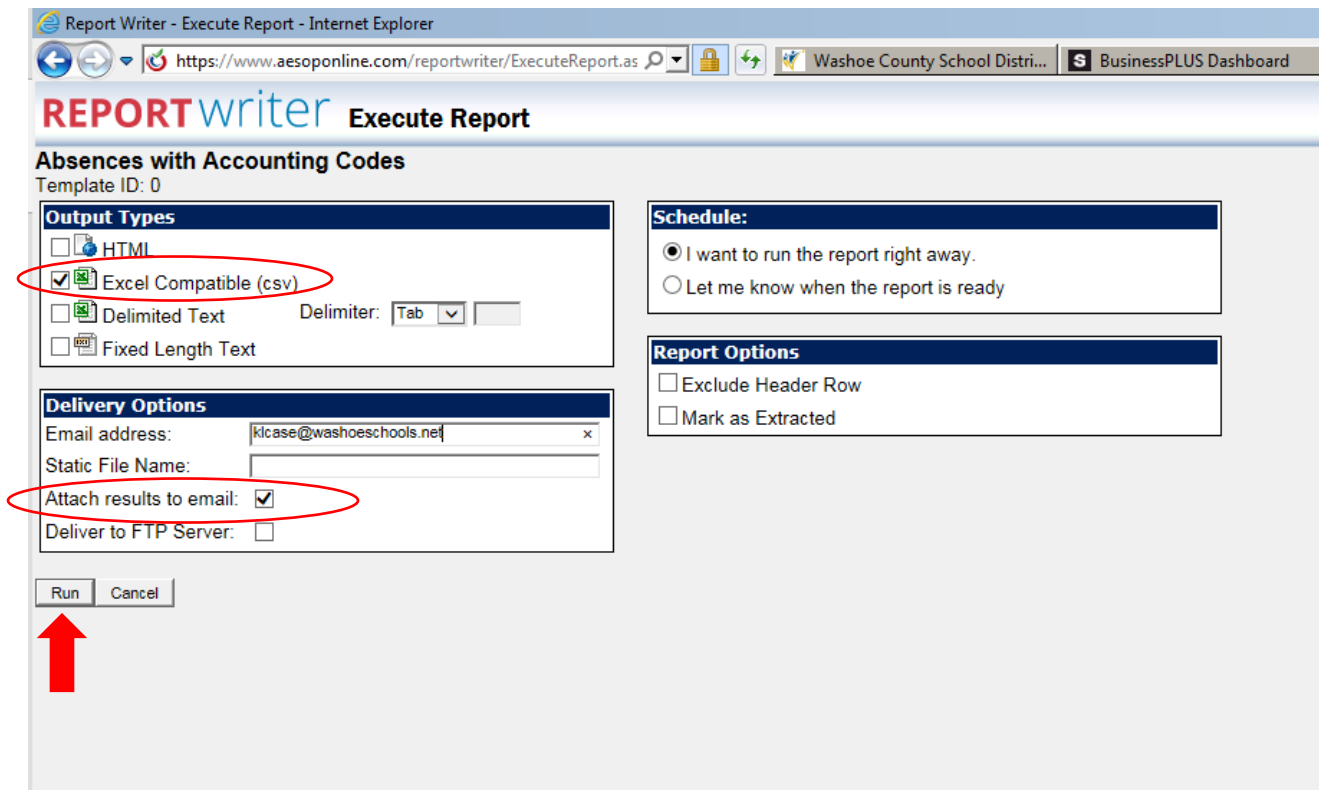 Report Writer - Execute Report - Internet Explorer
https://www.aesoponline.com/reportwriter/ExecuteReport.as
Washoe County School Distri...
S BusinessPLUS Dashboard
REPORTwriter Execute Report
Absences with Accounting Codes
Template ID: 0
Output Types
HTML
Excel Compatible (csv)
Delimited Text Delimiter: Tab
Fixed Length Text
Delivery Options
Email address: klcase@washoeschools.net ×
Static File Name:
Attach results to email:
Deliver to FTP Server:
Run Cancel
Schedule:
I want to run the report right away.
Let me know when the report is ready
Report Options
Exclude Header Row
Mark as Extracted